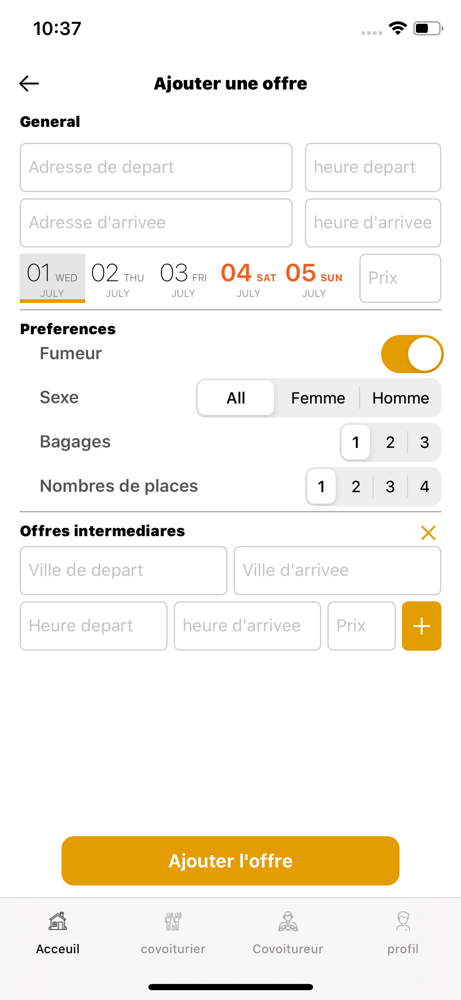 10:37
Ajouter une offre
General
Adresse de depart heure depart
Adresse d'arrivee heure d'arrivee
01 WED 02 THU 03 FRI 04 SAT 05 SUN Prix
JULY JULY JULY JULY JULY
Preferences
Fumeur
Sexe All Femme Homme
Bagages 1 2 3
Nombres de places 1 2 3 4
Offres intermediares
Ville de depart Ville d'arrivee
Heure depart heure d'arrivee Prix +
Ajouter l'offre
Acceuil covoiturier Covoitureur profil